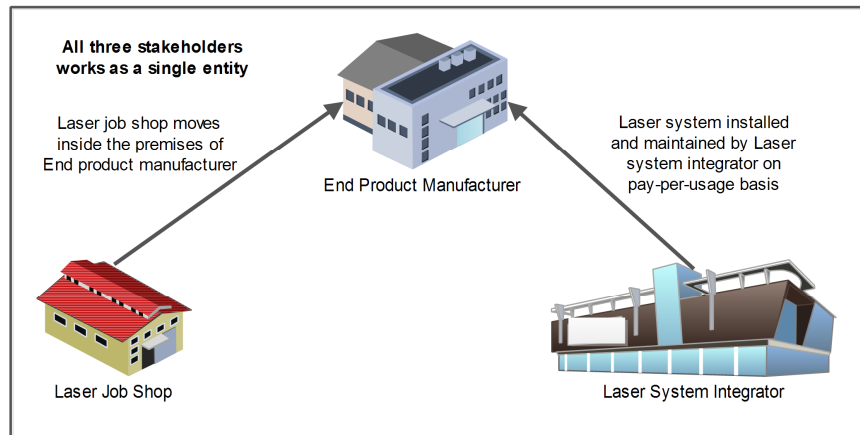 All three stakeholders
works as a single entity
Laser job shop moves
inside the premises of
End product manufacturer
Laser system installed
and maintained by Laser
system integrator on
pay-per-usage basis
End Product Manufacturer
Laser Job Shop
Laser System Integrator